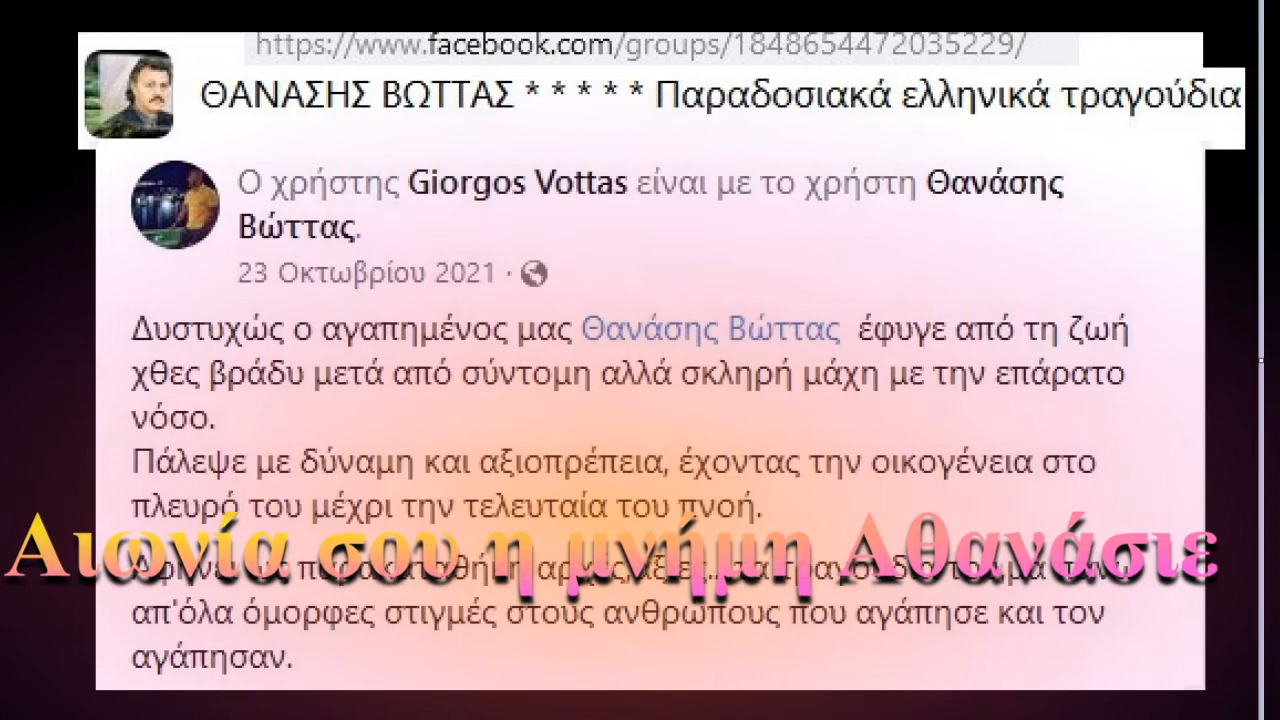 https://www.facebook.com/groups/1848654472035229/
ΘΑΝΑΣΗΣ ΒΩΤΤΑΣ * * * * * Παραδοσιακά ελληνικά τραγούδια
Ο χρήστης Giorgos Vottas είναι με το χρήστη Θανάσης
Βώττας.
23 Οκτωβρίου 2021 ·
Δυστυχώς ο αγαπημένος μας Θανάσης Βώττας έφυγε από τη ζωή
χθες βράδυ μετά από σύντομη αλλά σκληρή μάχη με την επάρατο
νόσο.
Πάλεψε με δύναμη και αξιοπρέπεια, έχοντας την οικογένεια στο
πλευρό του μέχρι την τελευταία του πνοή.
Αιωνία σου η μνήμη Αθανάσιε
απ'όλα όμορφες στιγμές στους ανθρώπους που αγάπησε και τον
αγάπησαν.